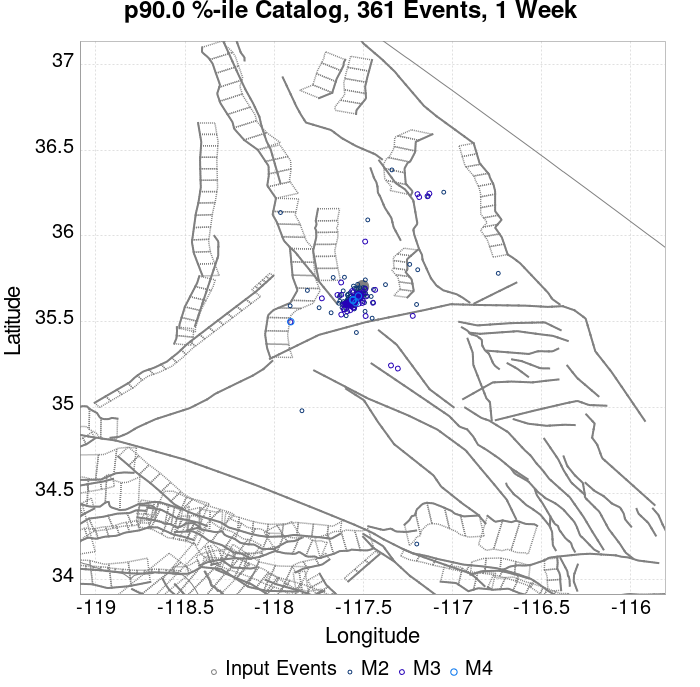 p90.0 %-ile Catalog, 361 Events, 1 Week
37
36.5
36
35.5
35
34.5
34
Latitude
-119 -118.5 -118 -117.5 -117 -116.5 -116
Longitude
Input Events M2 M3 M4